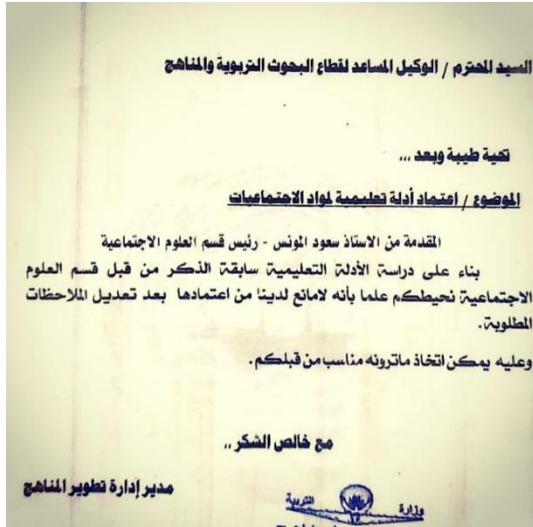 السيد المحترم / الوكيل المساعد لقطاع البحوث التربوية والمناهج
تحية طيبة وبعد ...
الموضوع / اعتماد أدلة تعليمية لمواد الاجتماعيات
المقدمة من الاستاذ سعود المونس - رئيس قسم العلوم الاجتماعية
بناء على دراسة الأدلة التعليمية سابقة الذكر من قبل قسم العلوم
الاجتماعية نحيطكم علما بأنه لامانع لدينا من اعتمادها بعد تعديل الملاحظات
المطلوبة.
وعليه يمكن اتخاذ ماترونه مناسب من قبلكم.
مع خالص الشكر ..
مدير إدارة تطوير المناهج
وزارة التربية